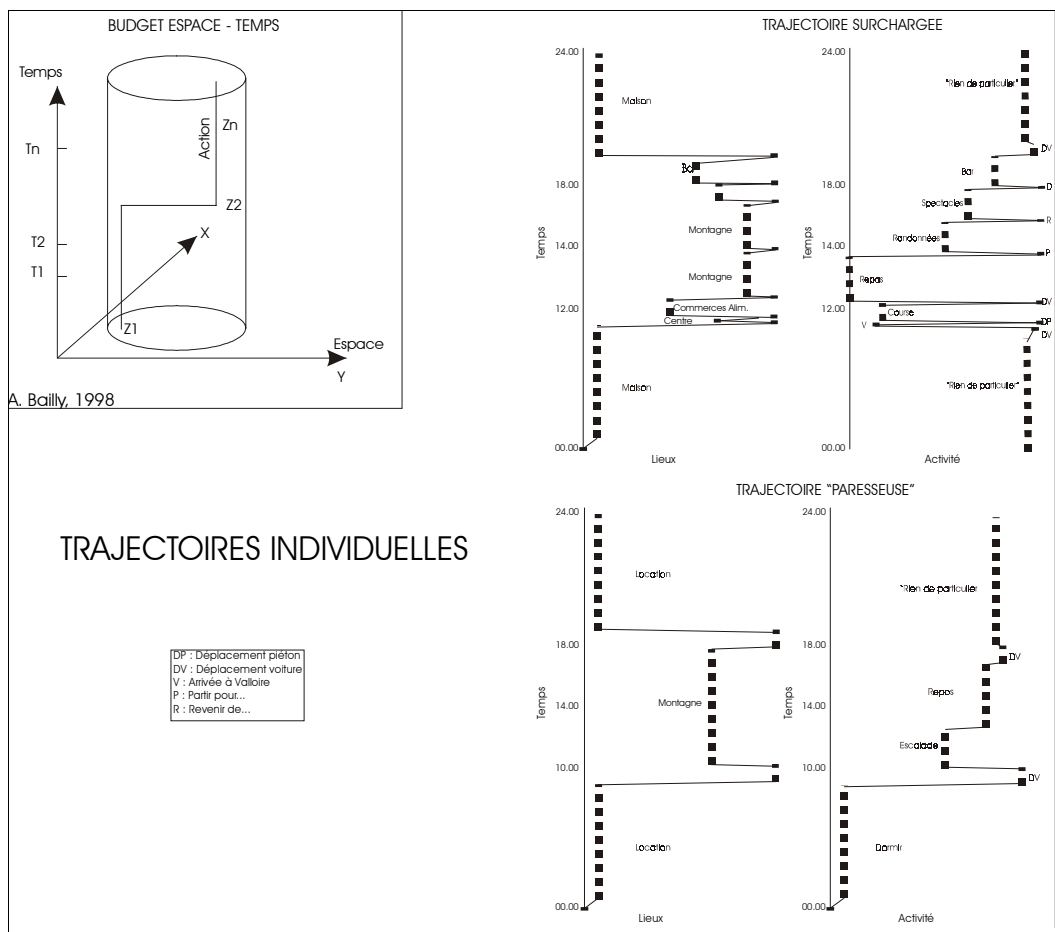 BUDGET ESPACE - TEMPS
Temps
Tn
T2
T1
Action
Zn
Z2
X
Z1
Espace
Y
A. Bailly, 1998
TRAJECTOIRES INDIVIDUELLES
DP : Déplacement piéton
DV : Déplacement voiture
V : Arrivée à Valloire
P : Partir pour...
R : Revenir de...
TRAJECTOIRE SURCHARGEE
24.00
Maison
Bar
18.00
Temps
Montagne
14.00
Montagne
12.00
Commerces Alim.
Centre
Maison
00.00
Lieux
24.00
"Rien de particulier"
DV
Bar
18.00
D
Spectacles
R
Temps
Randonnées
14.00
P
Repas
DV
12.00
Course
V
DP
DV
"Rien de particulier"
00.00
Activité
TRAJECTOIRE "PARESSEUSE"
24.00
Location
18.00
Temps
Montagne
14.00
10.00
Location
00.00
Lieux
24.00
"Rien de particulier
18.00
DV
Repos
Temps
14.00
Escalade
10.00
DV
Dormir
00.00
Activité